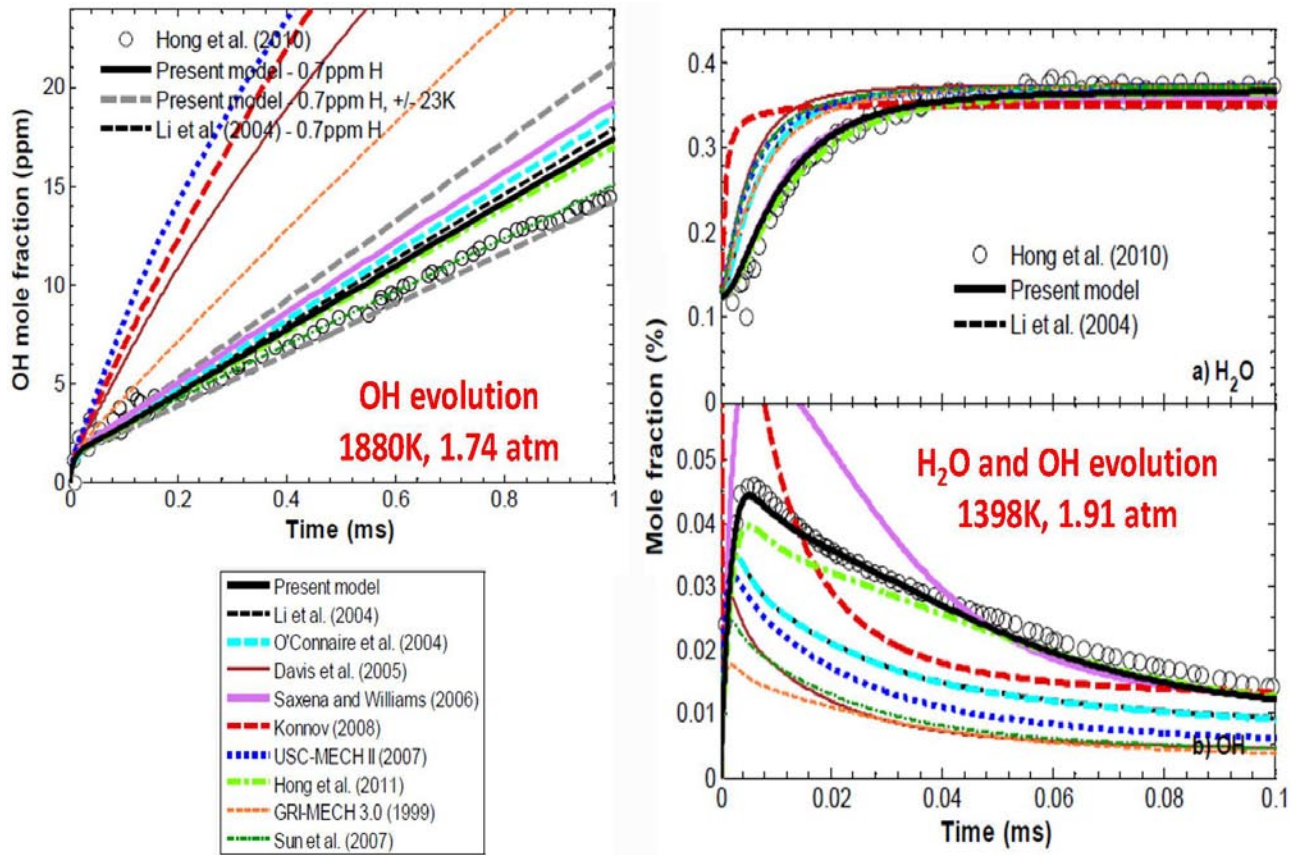 OH mole fraction (ppm)
20
15
10
5
0
Hong et al. (2010)
Present model - 0.7ppm H
Present model - 0.7ppm H, +/- 23K
Li et al. (2004) - 0.7ppm H
OH evolution
1880K, 1.74 atm
0
0.2
0.4
0.6
0.8
1
Time (ms)
Present model
Li et al. (2004)
O'Connaire et al. (2004)
Davis et al. (2005)
Saxena and Williams (2006)
Konnov (2008)
USC-MECH II (2007)
Hong et al. (2011)
GRI-MECH 3.0 (1999)
Sun et al. (2007)
Mole fraction (%)
0.4
0.3
0.2
0.1
0
Hong et al. (2010)
Present model
Li et al. (2004)
a) H2O
0.05
0.04
0.03
0.02
0.01
0
H2O and OH evolution
1398K, 1.91 atm
b) OH
0
0.02
0.04
0.06
0.08
0.1
Time (ms)